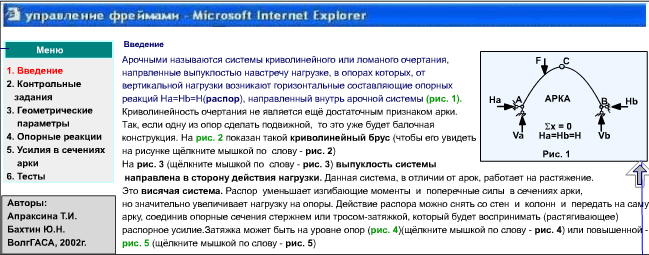 управление фреймами - Microsoft Internet Explorer
Меню
1. Введение
2. Контрольные
задания
3. Геометрические
параметры
4. Опорные реакции
5. Усилия в сечениях
арки
6. Тесты
Авторы:
Апраксина Т.И.
Бахтин Ю.Н.
ВолгГАСА, 2002г.
Введение
Арочными называются системы криволинейного или ломаного очертания,
напрвленные выпуклостью навстречу нагрузке, в опорах которых, от
вертикальной нагрузки возникают горизонтальные составляющие опорных
реакций На=Нb=Н(распор), направленный внутрь арочной системы (рис. 1).
Криволинейность очертания не является ещё достаточным признаком арки.
Так, если одну из опор сделать подвижной, то это уже будет балочная
конструкция. На рис. 2 показан такой криволинейный брус (чтобы его увидеть
на рисунке щёлкните мышкой по слову - рис. 2)
На рис. 3 (щёлкните мышкой по слову - рис. 3) выпуклость системы
направлена в сторону действия нагрузки. Данная система, в отличии от арок, работает на растяжение.
Это висячая система. Распор уменьшает изгибающие моменты и поперечные силы в сечениях арки,
но значительно увеличивает нагрузку на опоры. Действие распора можно снять со стен и колонн и передать на саму
арку, соединив опорные сечения стержнем или тросом-затяжкой, который будет воспринимать (растягивающее)
распорное усилие.Затяжка может быть на уровне опор (рис. 4)(щёлкните мышкой по слову - рис. 4) или повышенной -
рис. 5 (щёлкните мышкой по слову - рис. 5)
F
C
На
A
АРКА
B
Hb
Va
Σx = 0
Vb
Ha=Hb=H
Рис. 1